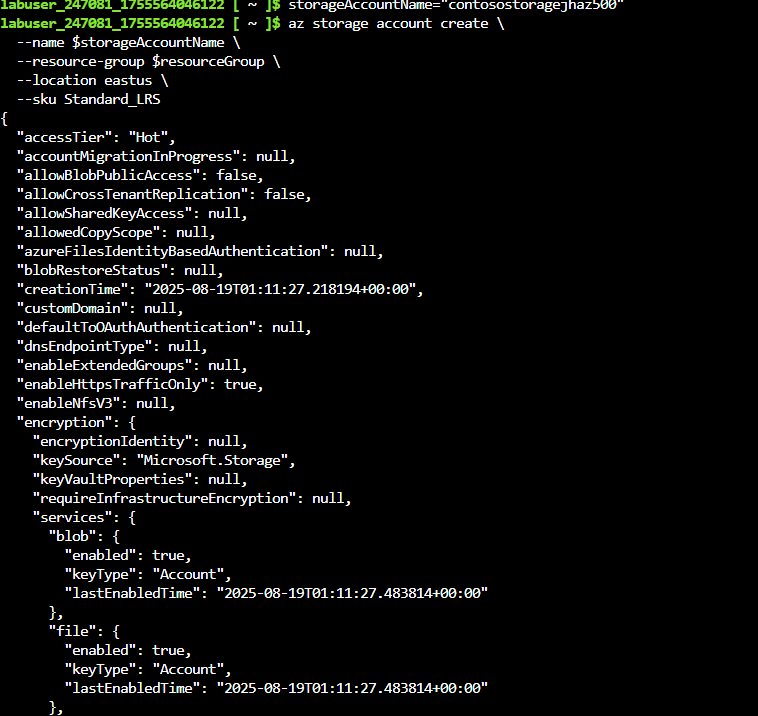 labuser_247081_1755564046122 [ ~ ]$ storageAccountName="contosostoragejhaz500"
labuser_247081_1755564046122 [ ~ ]$ az storage account create \
  --name $storageAccountName \
  --resource-group $resourceGroup \
  --location eastus \
  --sku Standard_LRS
{
  "accessTier": "Hot",
  "accountMigrationInProgress": null,
  "allowBlobPublicAccess": false,
  "allowCrossTenantReplication": false,
  "allowSharedKeyAccess": null,
  "allowedCopyScope": null,
  "azureFilesIdentityBasedAuthentication": null,
  "blobRestoreStatus": null,
  "creationTime": "2025-08-19T01:11:27.218194+00:00",
  "customDomain": null,
  "defaultToOAuthAuthentication": null,
  "dnsEndpointType": null,
  "enableExtendedGroups": null,
  "enableHttpsTrafficOnly": true,
  "enableNfsV3": null,
  "encryption": {
    "encryptionIdentity": null,
    "keySource": "Microsoft.Storage",
    "keyVaultProperties": null,
    "requireInfrastructureEncryption": null,
    "services": {
      "blob": {
        "enabled": true,
        "keyType": "Account",
        "lastEnabledTime": "2025-08-19T01:11:27.483814+00:00"
      },
      "file": {
        "enabled": true,
        "keyType": "Account",
        "lastEnabledTime": "2025-08-19T01:11:27.483814+00:00"
      },